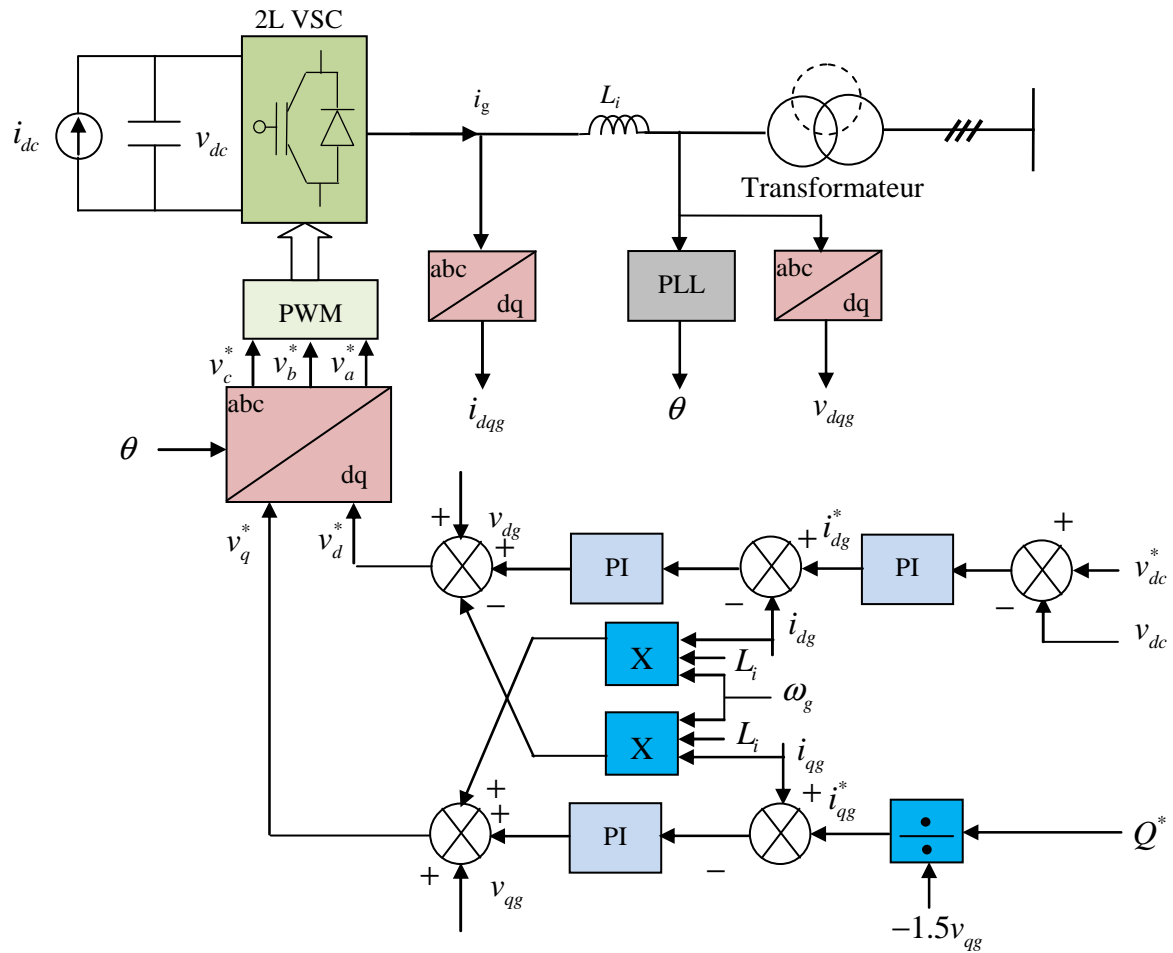 2L VSC
i_g
L_i
i_dc
v_dc
Transformateur
abc
dq
PLL
abc
dq
PWM
v_c^*
v_b^*
v_a^*
i_dqg
θ
v_dqg
abc
dq
θ
v_q^*
v_d^*
+
v_dg
+
−
PI
i_dg^*
+
−
PI
+
−
v_dc^*
v_dc
i_dg
X
L_i
ω_g
X
L_i
i_qg
+
+
+
v_qg
PI
+
−
i_qg^*
÷
Q^*
−1.5v_qg